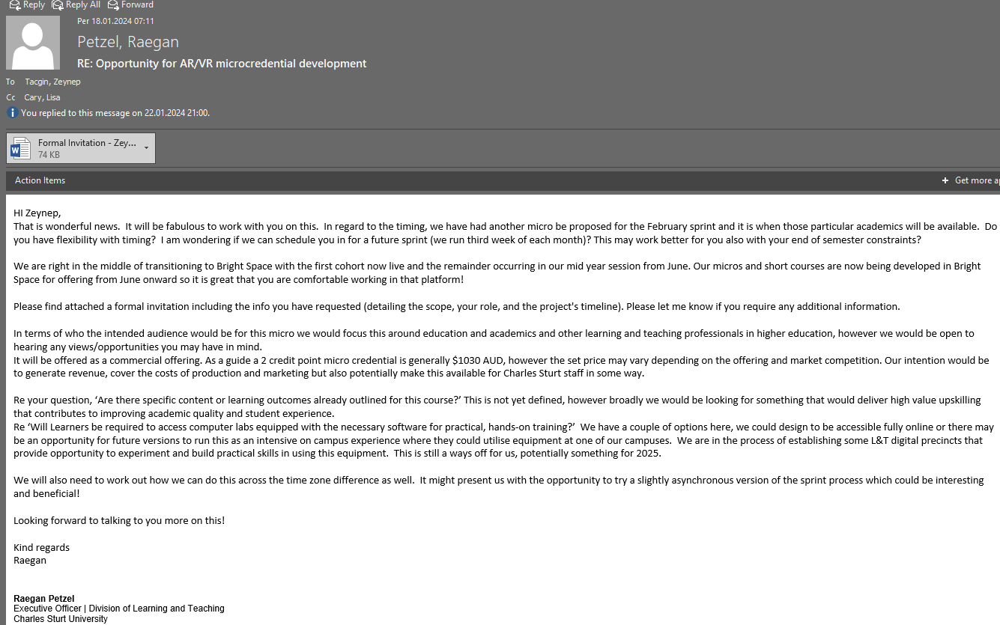 Reply Reply All Forward
Per 18.01.2024 07:11
Petzel, Raegan
RE: Opportunity for AR/VR microcredential development
To Tacgin, Zeynep
Cc Cary, Lisa
You replied to this message on 22.01.2024 21:00.
Formal Invitation - Zey...
74 KB
Action Items + Get more ap
HI Zeynep,
That is wonderful news. It will be fabulous to work with you on this. In regard to the timing, we have had another micro be proposed for the February sprint and it is when those particular academics will be available. Do
you have flexibility with timing? I am wondering if we can schedule you in for a future sprint (we run third week of each month)? This may work better for you also with your end of semester constraints?
We are right in the middle of transitioning to Bright Space with the first cohort now live and the remainder occurring in our mid year session from June. Our micros and short courses are now being developed in Bright
Space for offering from June onward so it is great that you are comfortable working in that platform!
Please find attached a formal invitation including the info you have requested (detailing the scope, your role, and the project's timeline). Please let me know if you require any additional information.
In terms of who the intended audience would be for this micro we would focus this around education and academics and other learning and teaching professionals in higher education, however we would be open to
hearing any views/opportunities you may have in mind.
It will be offered as a commercial offering. As a guide a 2 credit point micro credential is generally $1030 AUD, however the set price may vary depending on the offering and market competition. Our intention would be
to generate revenue, cover the costs of production and marketing but also potentially make this available for Charles Sturt staff in some way.
Re your question, ‘Are there specific content or learning outcomes already outlined for this course?’ This is not yet defined, however broadly we would be looking for something that would deliver high value upskilling
that contributes to improving academic quality and student experience.
Re ‘Will Learners be required to access computer labs equipped with the necessary software for practical, hands-on training?’ We have a couple of options here, we could design to be accessible fully online or there may
be an opportunity for future versions to run this as an intensive on campus experience where they could utilise equipment at one of our campuses. We are in the process of establishing some L&T digital precincts that
provide opportunity to experiment and build practical skills in using this equipment. This is still a ways off for us, potentially something for 2025.
We will also need to work out how we can do this across the time zone difference as well. It might present us with the opportunity to try a slightly asynchronous version of the sprint process which could be interesting
and beneficial!
Looking forward to talking to you more on this!
Kind regards
Raegan
Raegan Petzel
Executive Officer | Division of Learning and Teaching
Charles Sturt University